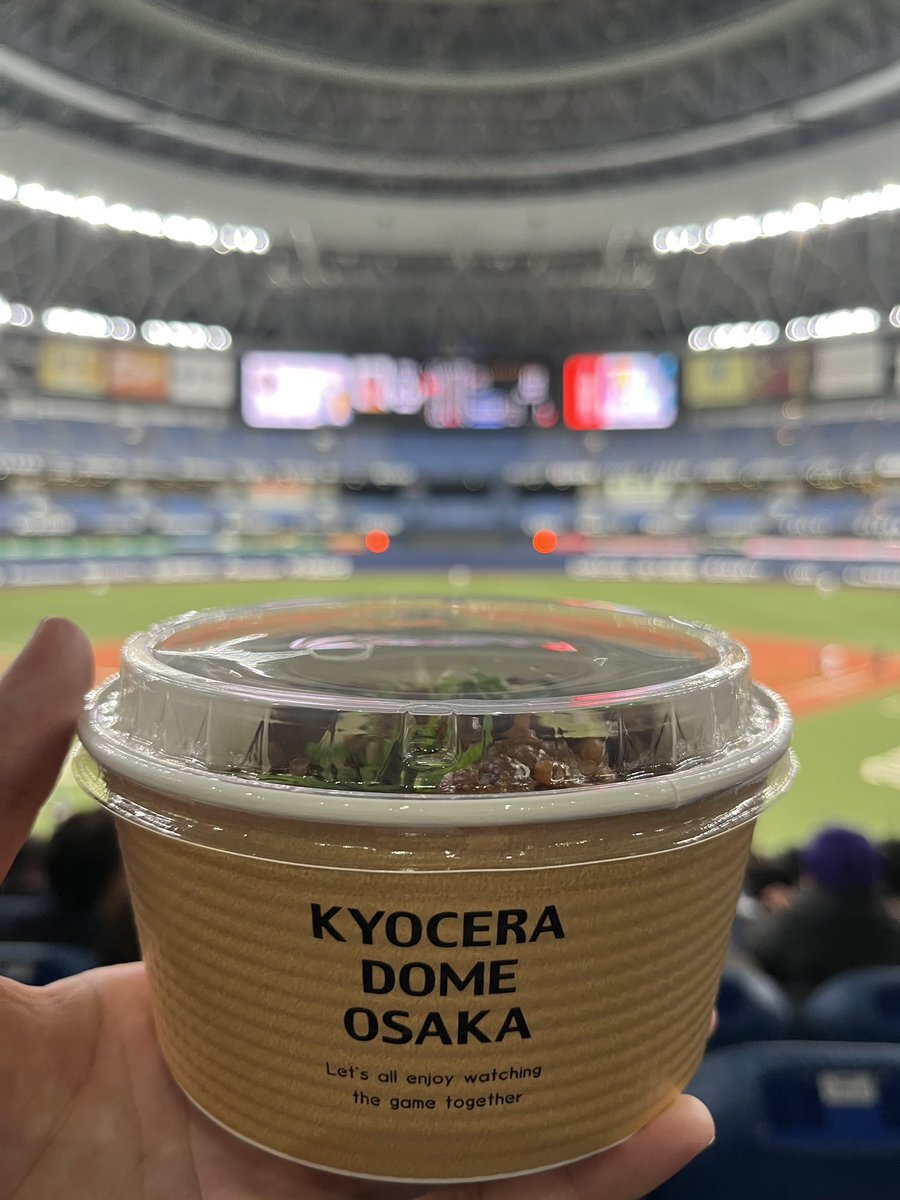 KYOCERA
DOME
OSAKA
Let's all enjoy watching
the game together